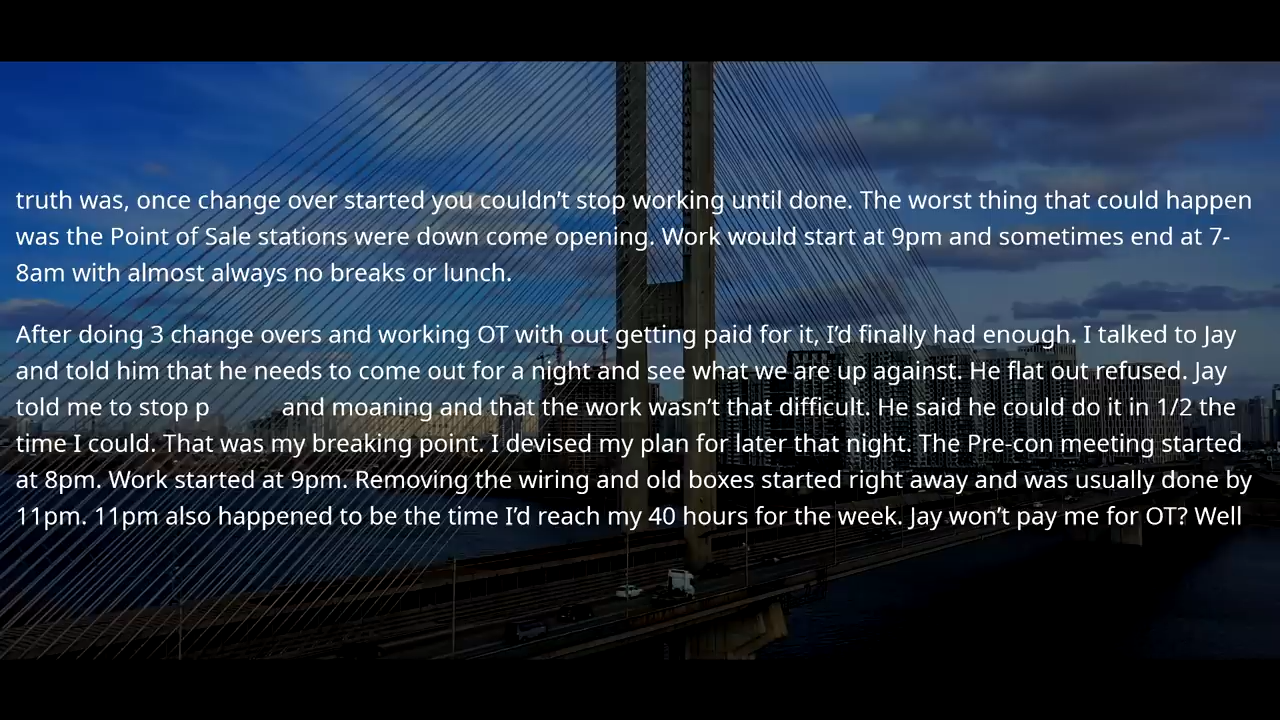 truth was, once change over started you couldn’t stop working until done. The worst thing that could happen
was the Point of Sale stations were down come opening. Work would start at 9pm and sometimes end at 7-
8am with almost always no breaks or lunch.
After doing 3 change overs and working OT with out getting paid for it, I’d finally had enough. I talked to Jay
and told him that he needs to come out for a night and see what we are up against. He flat out refused. Jay
told me to stop p and moaning and that the work wasn’t that difficult. He said he could do it in 1/2 the
time I could. That was my breaking point. I devised my plan for later that night. The Pre-con meeting started
at 8pm. Work started at 9pm. Removing the wiring and old boxes started right away and was usually done by
11pm. 11pm also happened to be the time I’d reach my 40 hours for the week. Jay won’t pay me for OT? Well